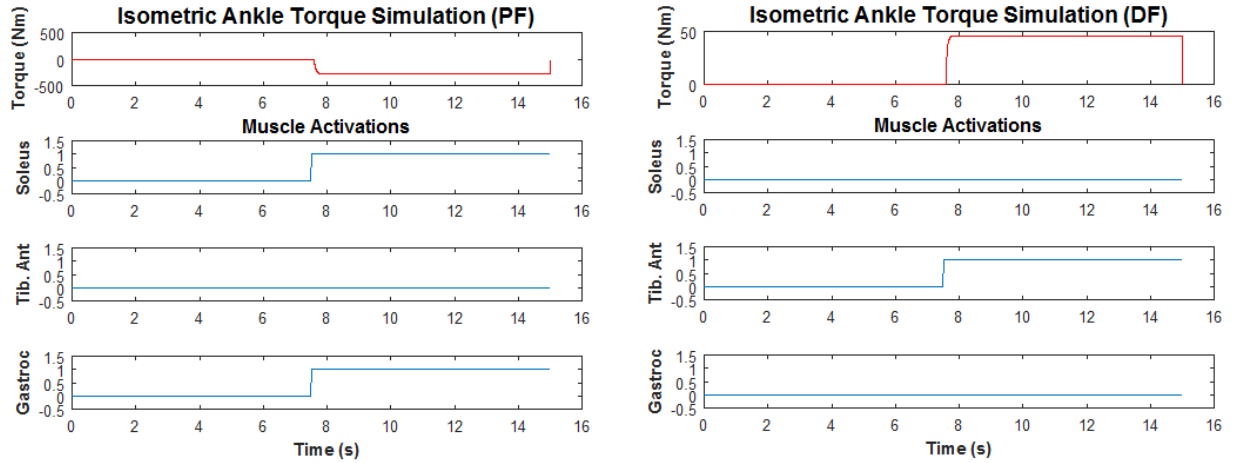 Isometric Ankle Torque Simulation (PF)
Torque (Nm)
500
0
-500
0 2 4 6 8 10 12 14 16
Muscle Activations
Soleus
1.5
1
0.5
0
-0.5
0 2 4 6 8 10 12 14 16
Tib. Ant
1.5
1
0.5
0
-0.5
0 2 4 6 8 10 12 14 16
Gastroc
1.5
1
0.5
0
-0.5
0 2 4 6 8 10 12 14 16
Time (s)
Isometric Ankle Torque Simulation (DF)
Torque (Nm)
50
0
0 2 4 6 8 10 12 14 16
Muscle Activations
Soleus
1.5
1
0.5
0
-0.5
0 2 4 6 8 10 12 14 16
Tib. Ant
1.5
1
0.5
0
-0.5
0 2 4 6 8 10 12 14 16
Gastroc
1.5
1
0.5
0
-0.5
0 2 4 6 8 10 12 14 16
Time (s)